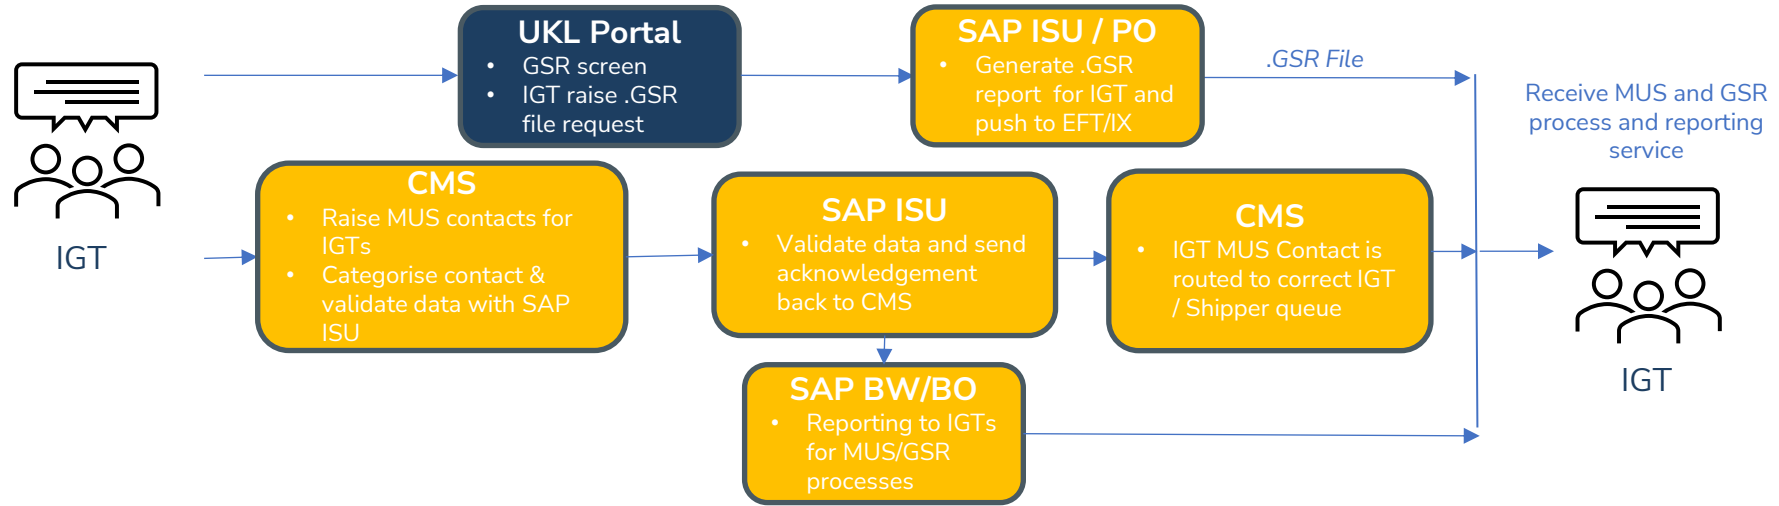 UKL Portal
• GSR screen
• IGT raise .GSR
file request
SAP ISU / PO
• Generate .GSR
report for IGT and
push to EFT/IX
.GSR File
Receive MUS and GSR
process and reporting
service
IGT
CMS
• Raise MUS contacts for
IGTs
• Categorise contact &
validate data with SAP
ISU
SAP ISU
• Validate data and send
acknowledgement
back to CMS
CMS
• IGT MUS Contact is
routed to correct IGT
/ Shipper queue
SAP BW/BO
• Reporting to IGTs
for MUS/GSR
processes
IGT